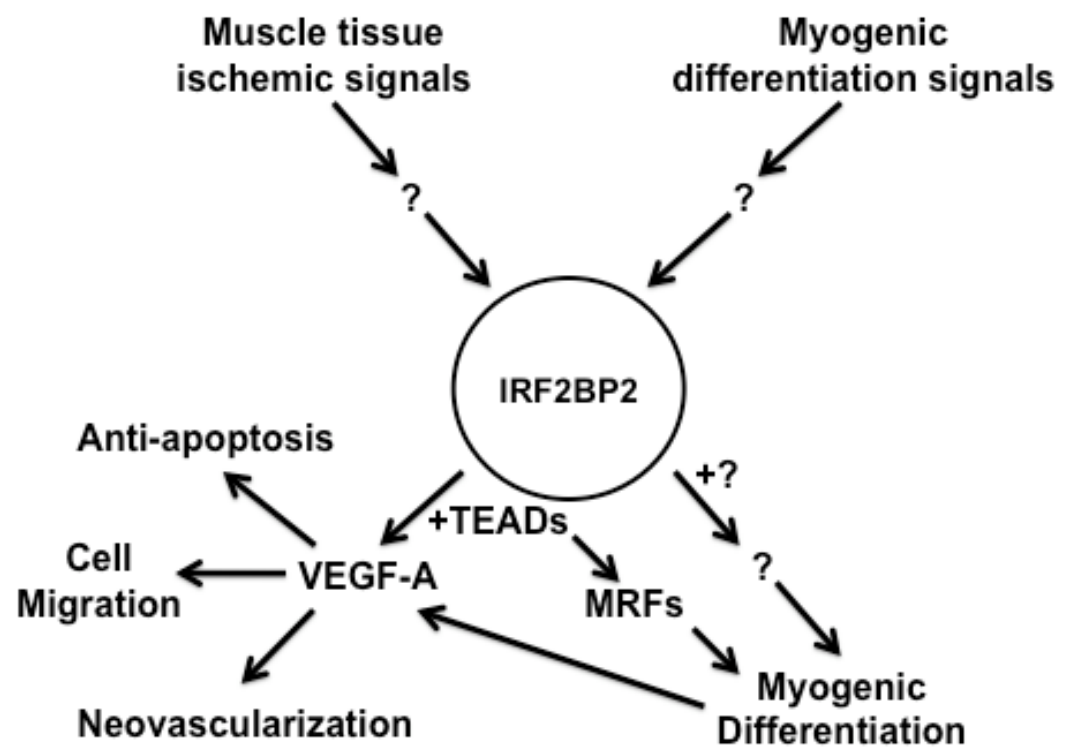 Muscle tissue
ischemic signals
Myogenic
differentiation signals
?
?
IRF2BP2
Anti-apoptosis
+?
+TEADs
Cell
Migration
VEGF-A
?
MRFs
Myogenic
Differentiation
Neovascularization